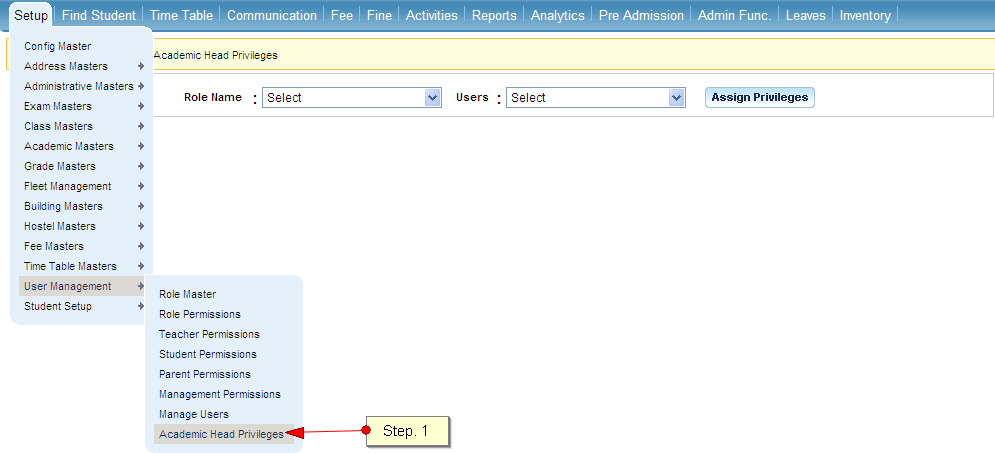 Setup Find Student Time Table Communication Fee Fine Activities Reports Analytics Pre Admission Admin Func. Leaves Inventory
Academic Head Privileges
Role Name : Select Users : Select Assign Privileges
Config Master
Address Masters
Administrative Masters
Exam Masters
Class Masters
Academic Masters
Grade Masters
Fleet Management
Building Masters
Hostel Masters
Fee Masters
Time Table Masters
User Management
Student Setup
Role Master
Role Permissions
Teacher Permissions
Student Permissions
Parent Permissions
Management Permissions
Manage Users
Academic Head Privileges
Step. 1